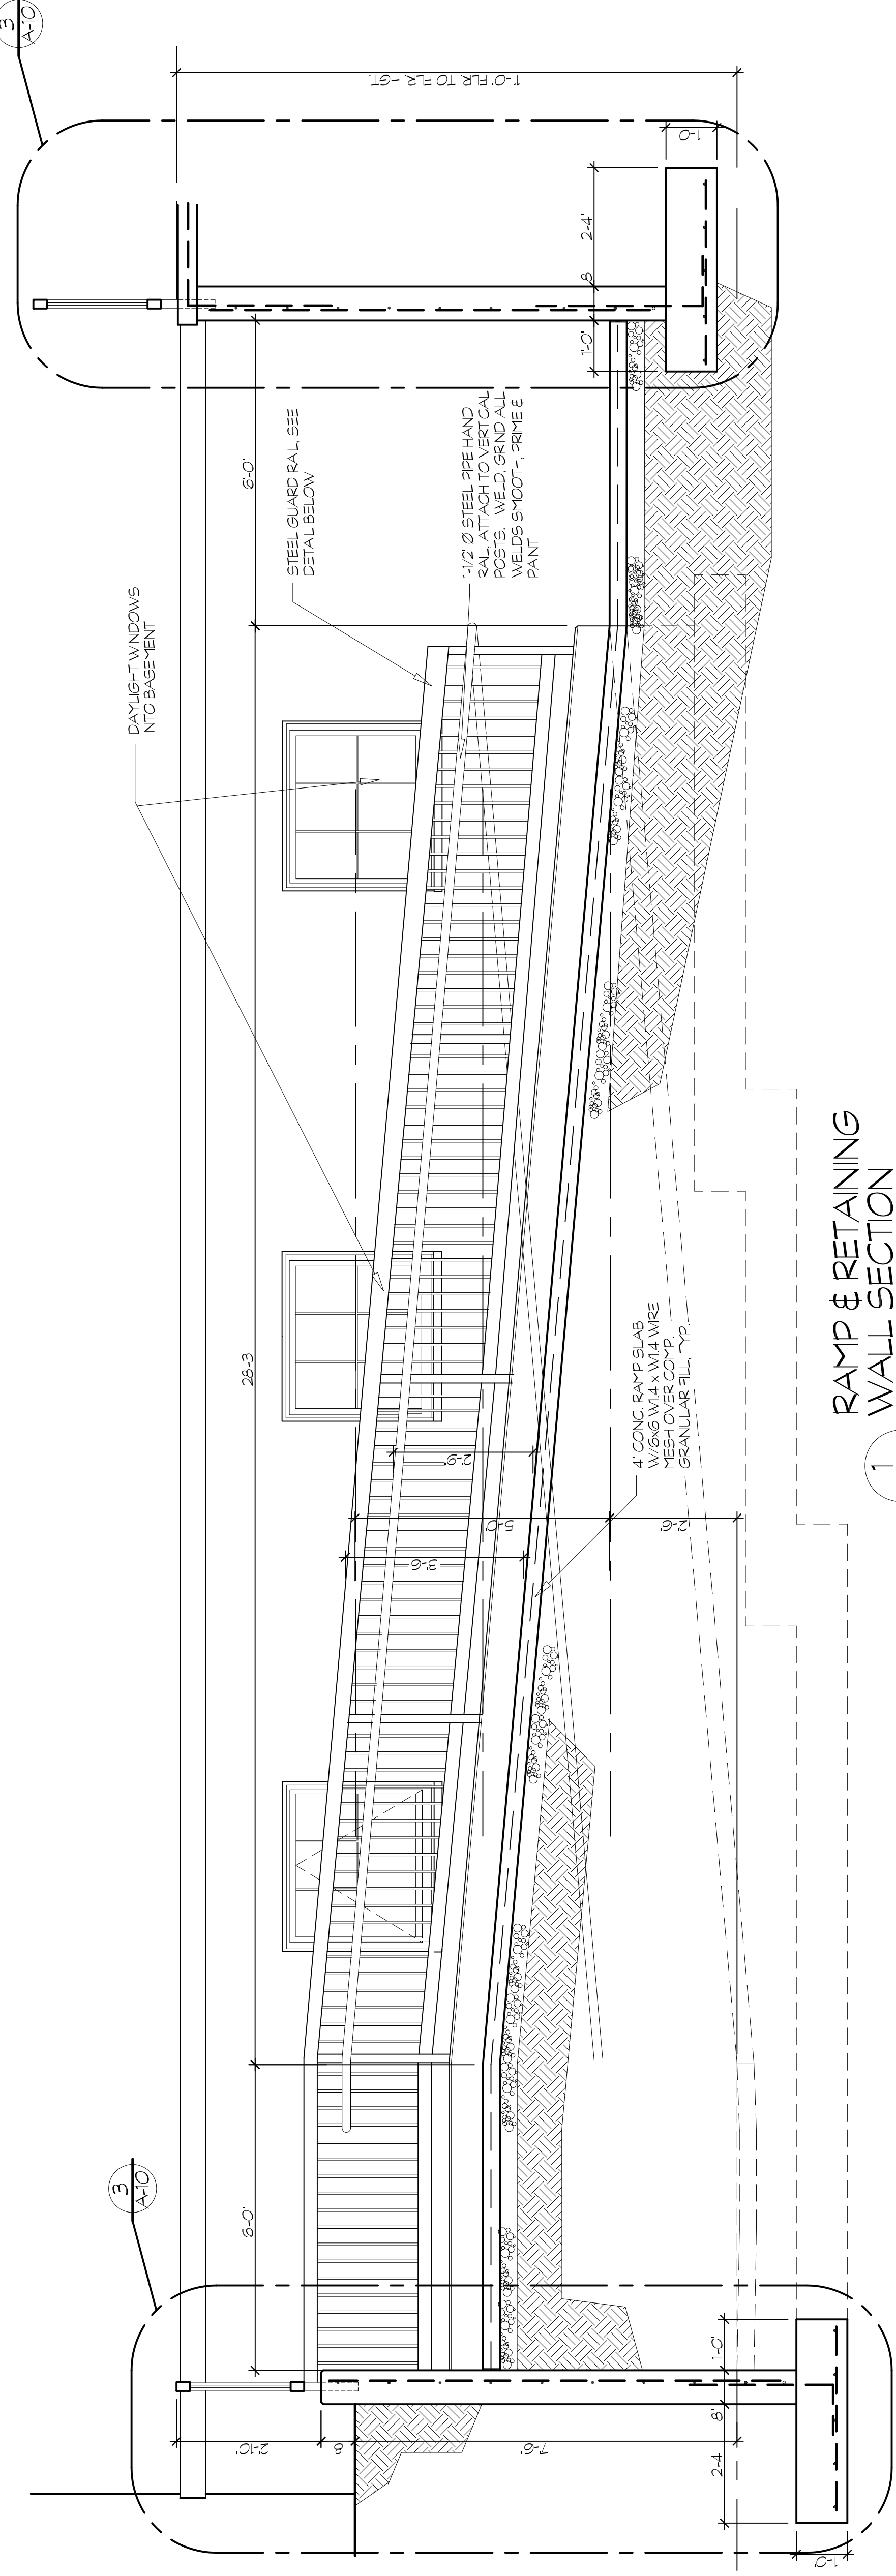 3
A-10
11'-0" FLR. TO FLR. HGT.
1'-0"
2'-4"
8"
1'-0"
6'-0"
STEEL GUARD RAIL, SEE
DETAIL BELOW
1-1/2" Ø STEEL PIPE HAND
RAIL, ATTACH TO VERTICAL
POSTS. WELD, GRIND ALL
WELDS SMOOTH, PRIME &
PAINT
DAYLIGHT WINDOWS
INTO BASEMENT
28'-3"
2'-9"
5'-0"
2'-6"
3'-6"
4" CONC. RAMP SLAB
W/6x6 W1.4 x W1.4 WIRE
MESH OVER COMP.
GRANULAR FILL, TYP.
3
A-10
6'-0"
2'-10"
8"
7'-6"
1'-0"
8"
2'-4"
1'-0"
1
RAMP & RETAINING
WALL SECTION